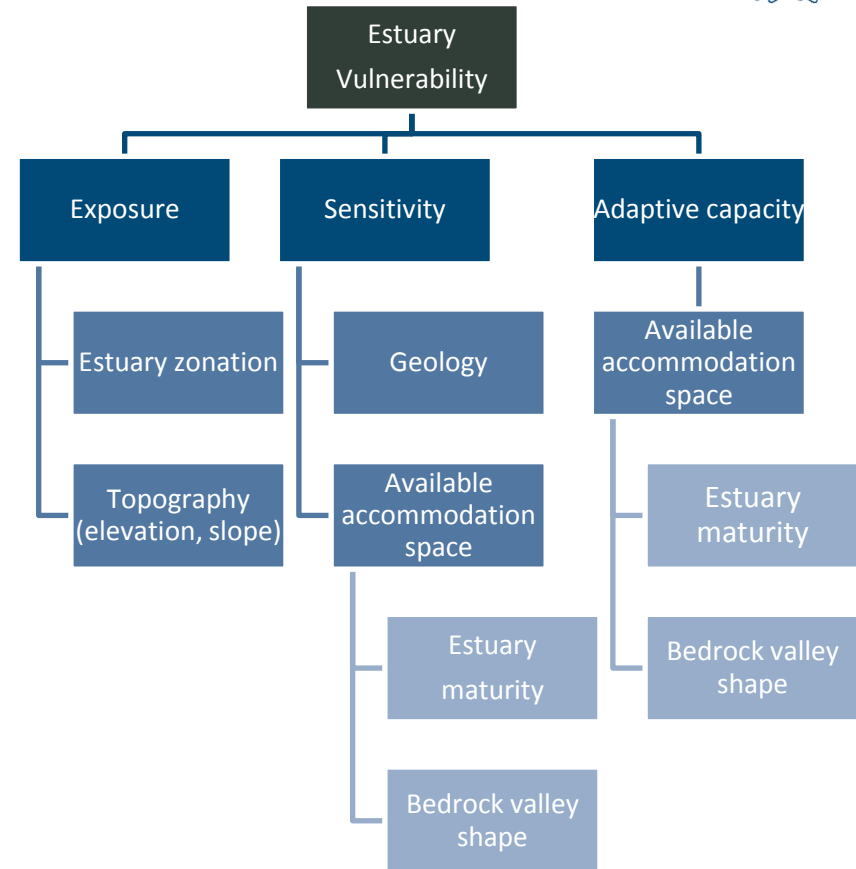 Estuary
Vulnerability
Exposure
Sensitivity
Adaptive capacity
Estuary zonation
Topography
(elevation, slope)
Geology
Available
accommodation
space
Estuary
maturity
Bedrock valley
shape
Available
accommodation
space
Estuary
maturity
Bedrock valley
shape